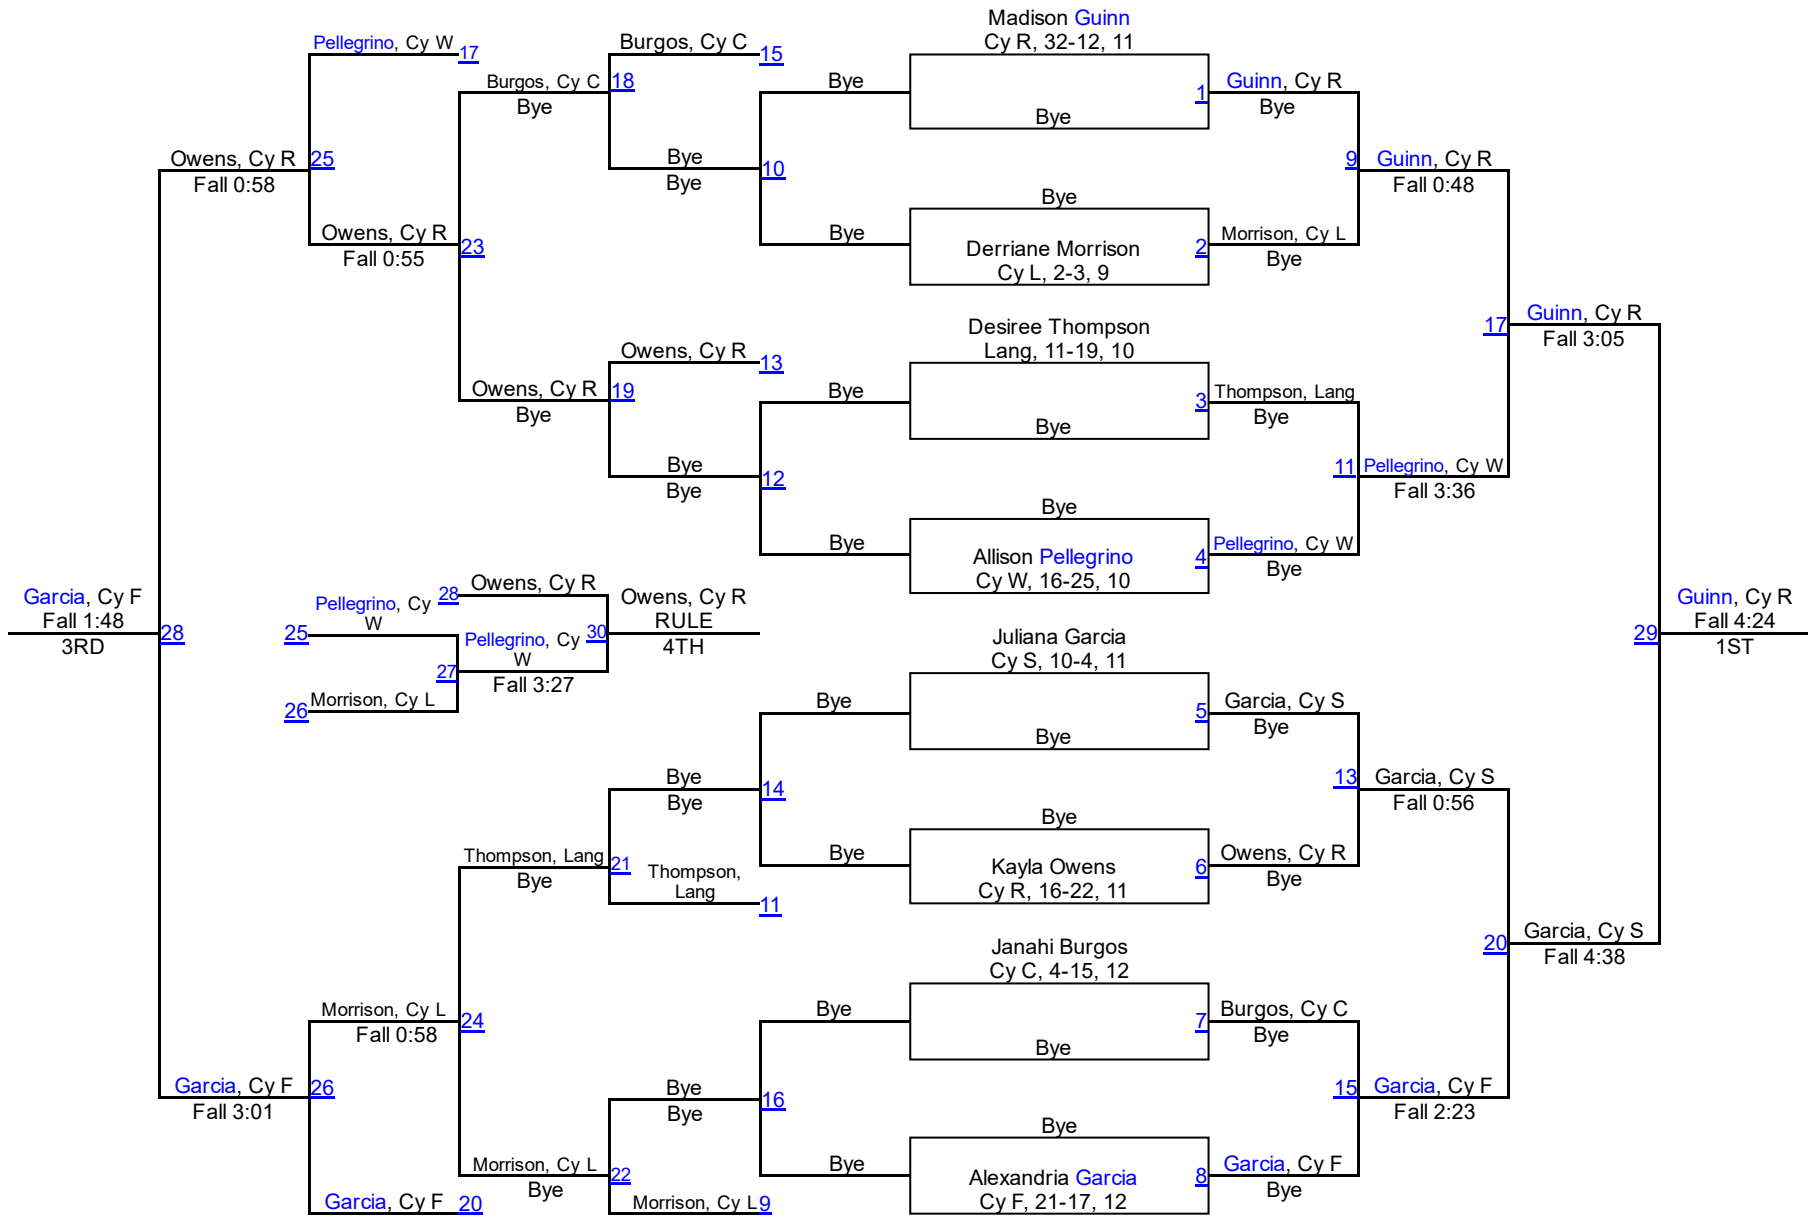 Madison Guinn
Cy R, 32-12, 11
Pellegrino, Cy W
17
Burgos, Cy C
15
Burgos, Cy C
18
Bye
Bye
1
Guinn, Cy R
Bye
Bye
Bye
Owens, Cy R
25
Fall 0:58
Bye
10
Bye
9
Guinn, Cy R
Fall 0:48
Bye
Owens, Cy R
23
Fall 0:55
Bye
Derriane Morrison
Cy L, 2-3, 9
2
Morrison, Cy L
Bye
Desiree Thompson
Lang, 11-19, 10
17
Guinn, Cy R
Fall 3:05
Owens, Cy R
13
Owens, Cy R
19
Bye
Bye
3
Thompson, Lang
Bye
Bye
Bye
12
Bye
11
Pellegrino, Cy W
Fall 3:36
Bye
Bye
Allison Pellegrino
Cy W, 16-25, 10
4
Pellegrino, Cy W
Bye
Garcia, Cy F
Fall 1:48
28
3RD
Pellegrino, Cy
W
25
28
Owens, Cy R
Pellegrino, Cy
W
30
Owens, Cy R
RULE
4TH
27
Fall 3:27
26
Morrison, Cy L
29
Guinn, Cy R
Fall 4:24
1ST
Juliana Garcia
Cy S, 10-4, 11
Bye
5
Garcia, Cy S
Bye
Bye
Bye
14
Bye
13
Garcia, Cy S
Fall 0:56
Bye
Thompson, Lang
21
Bye
Thompson,
Lang
11
Bye
Kayla Owens
Cy R, 16-22, 11
6
Owens, Cy R
Bye
Janahi Burgos
Cy C, 4-15, 12
20
Garcia, Cy S
Fall 4:38
Morrison, Cy L
24
Fall 0:58
Bye
7
Burgos, Cy C
Bye
Bye
Garcia, Cy F
26
Fall 3:01
Bye
16
Bye
15
Garcia, Cy F
Fall 2:23
Bye
Morrison, Cy L
22
Bye
Bye
Alexandria Garcia
Cy F, 21-17, 12
8
Garcia, Cy F
Bye
Garcia, Cy F
20
Morrison, Cy L
9